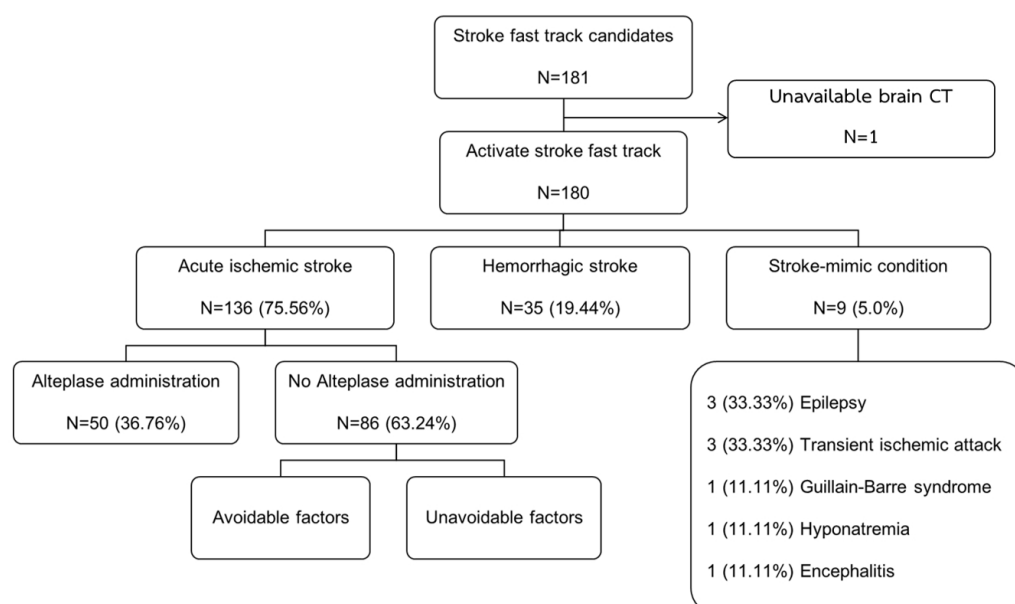 Stroke fast track candidates
N=181
Unavailable brain CT
N=1
Activate stroke fast track
N=180
Acute ischemic stroke
N=136 (75.56%)
Hemorrhagic stroke
N=35 (19.44%)
Stroke-mimic condition
N=9 (5.0%)
Alteplase administration
N=50 (36.76%)
No Alteplase administration
N=86 (63.24%)
3 (33.33%) Epilepsy
3 (33.33%) Transient ischemic attack
1 (11.11%) Guillain-Barre syndrome
1 (11.11%) Hyponatremia
1 (11.11%) Encephalitis
Avoidable factors
Unavoidable factors